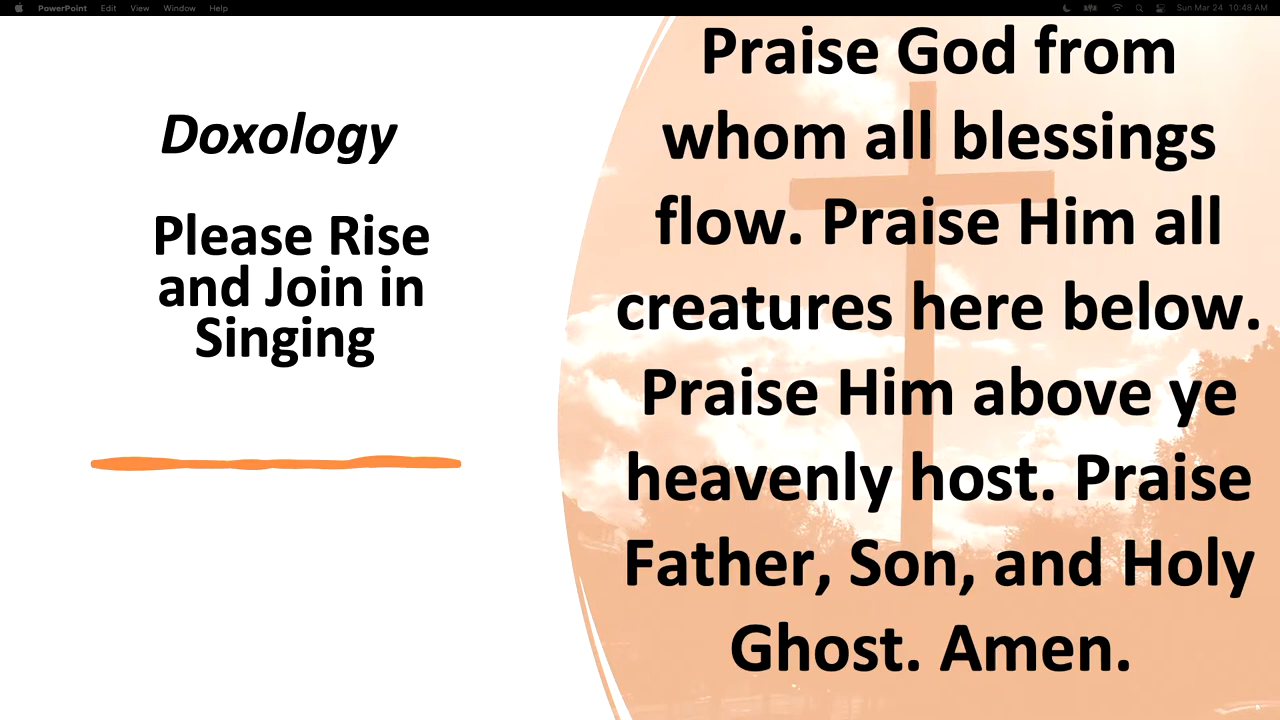 PowerPoint Edit View Window Help
Sun Mar 24 10:48 AM
Doxology
Please Rise
and Join in
Singing
Praise God from
whom all blessings
flow. Praise Him all
creatures here below.
Praise Him above ye
heavenly host. Praise
Father, Son, and Holy
Ghost. Amen.